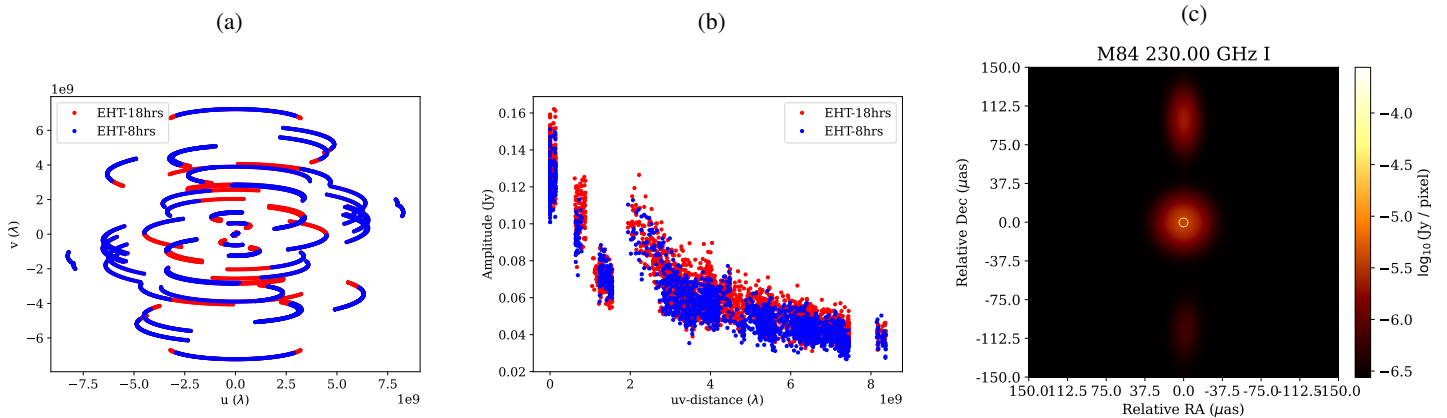 (a)
1e9
EHT-18hrs
EHT-8hrs
6
4
2
0
−2
−4
−6
v (λ)
−7.5 −5.0 −2.5 0.0 2.5 5.0 7.5
u (λ)
1e9
(b)
EHT-18hrs
EHT-8hrs
0.16
0.14
0.12
0.10
0.08
0.06
0.04
0.02
Amplitude (Jy)
0 2 4 6 8
uv-distance (λ)
1e9
(c)
M84 230.00 GHz I
150.0
112.5
75.0
37.5
0.0
−37.5
−75.0
−112.5
−150.0
Relative Dec (μas)
150.0112.5 75.0 37.5 0.0 −37.5 −75.0−112.5−150.0
Relative RA (μas)
−4.0
−4.5
−5.0
−5.5
−6.0
−6.5
log₁₀ (Jy / pixel)